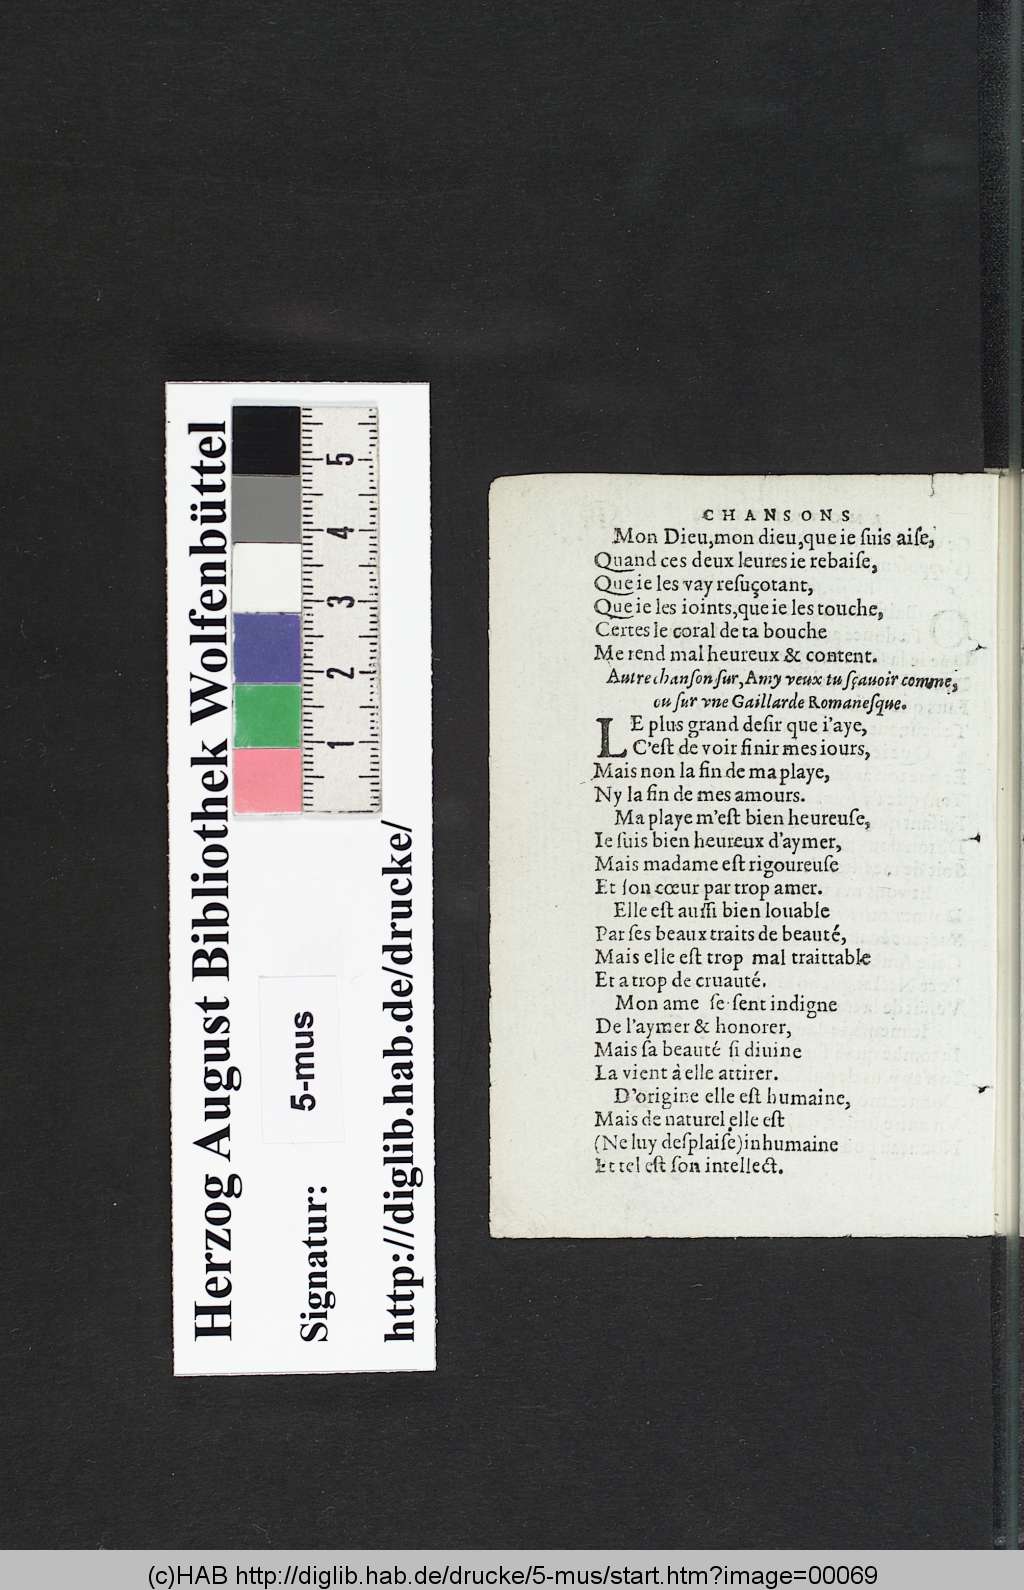 Herzog August Bibliothek Wolfenbüttel
1 2 3 4 5
Signatur: 5-mus
http://diglib.hab.de/drucke/
CHANSONS
Mon Dieu,mon dieu,que ie ſuis aiſe,
Quand ces deux leures ie rebaiſe,
Que ie les vay reſuçotant,
Que ie les ioints,que ie les touche,
Certes le coral de ta bouche
Me rend mal heureux & content.
Autre chanſon ſur, Amy veux tu ſçauoir comme,
ou ſur vne Gaillarde Romaneſque.
LE plus grand deſir que i'aye,
C'eſt de voir finir mes iours,
Mais non la fin de ma playe,
Ny la fin de mes amours.
Ma playe m'eſt bien heureuſe,
Ie ſuis bien heureux d'aymer,
Mais madame eſt rigoureuſe
Et ſon cœur par trop amer.
Elle eſt auſſi bien louable
Par ſes beaux traits de beauté,
Mais elle eſt trop mal traittable
Et a trop de cruauté.
Mon ame ſe ſent indigne
De l'aymer & honorer,
Mais ſa beauté ſi diuine
La vient à elle attirer.
D'origine elle eſt humaine,
Mais de naturel elle eſt
(Ne luy deſplaiſe) inhumaine
Et tel eſt ſon intellect.
(c)HAB http://diglib.hab.de/drucke/5-mus/start.htm?image=00069